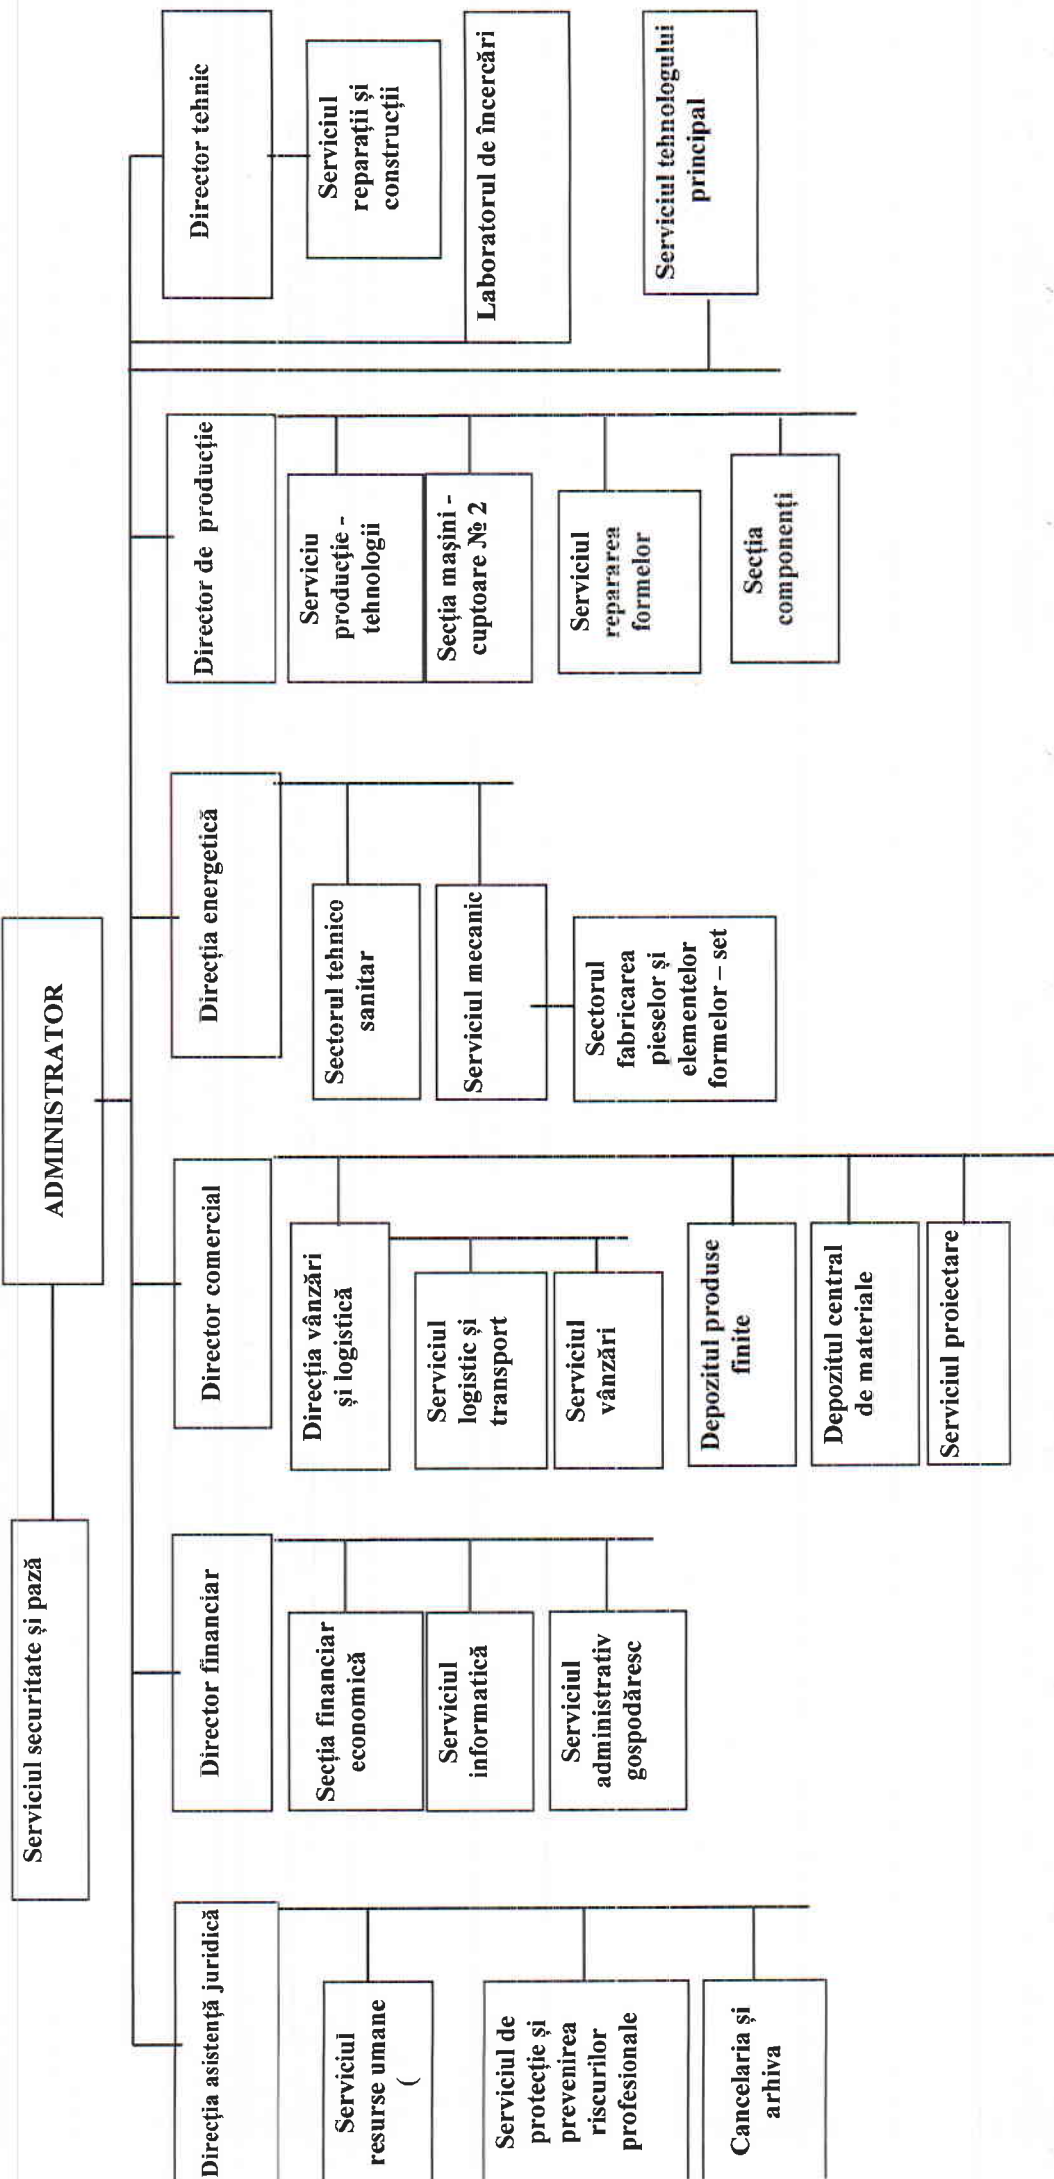 Serviciul securitate și pază
ADMINISTRATOR
Direcția asistență juridică
Serviciul
resurse umane
(
Serviciul de
protecție și
prevenirea
riscurilor
profesionale
Cancelaria și
arhiva
Director financiar
Secția financiar
economică
Serviciul
informatică
Serviciul
administrativ
gospodăresc
Director comercial
Direcția vânzări
și logistică
Serviciul
logistic și
transport
Serviciul
vânzări
Depozitul produse
finite
Depozitul central
de materiale
Serviciul proiectare
Direcția energetică
Sectorul tehnico
sanitar
Serviciul mecanic
Sectorul
fabricarea
pieselor și
elementelor
formelor – set
Director de producție
Serviciu
producție -
tehnologii
Secția mașini -
cuptoare № 2
Serviciul
repararea
formelor
Secția
componenți
Director tehnic
Serviciul
reparații și
construcții
Laboratorul de încercări
Serviciul tehnologului
principal